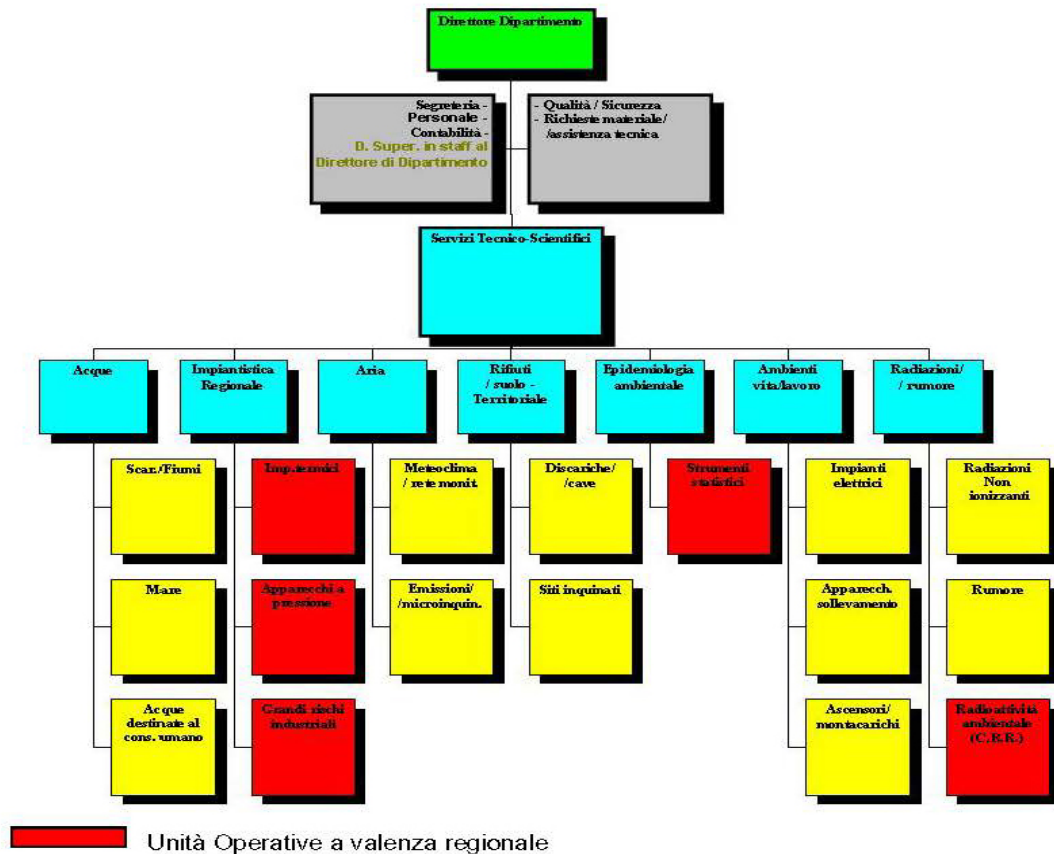 Direttore Dipartimento
Segreteria -
Personale -
Contabilità -
D. Super. in staff al
Direttore di Dipartimento
- Qualità / Sicurezza
- Richieste materiale/
/assistenza tecnica
Servizi Tecnico-Scientifici
Acque
Impiantistica
Regionale
Aria
Rifiuti
/ suolo -
Territoriale
Epidemiologia
ambientale
Ambienti
vita/lavoro
Radiazioni/
/ rumore
Scar./Fiumi
Imp.termici
Meteoclima
/ rete monit.
Discariche/
/cave
Strumenti
statistici
Impianti
elettrici
Radiazioni
Non
ionizzanti
Mare
Apparecchi a
pressione
Emissioni/
/microinquin.
Siti inquinati
Apparecch.
sollevamento
Rumore
Acque
destinate al
cons. umano
Grandi rischi
industriali
Ascensori/
montacarichi
Radioattività
ambientale
(C.R.R.)
Unità Operative a valenza regionale